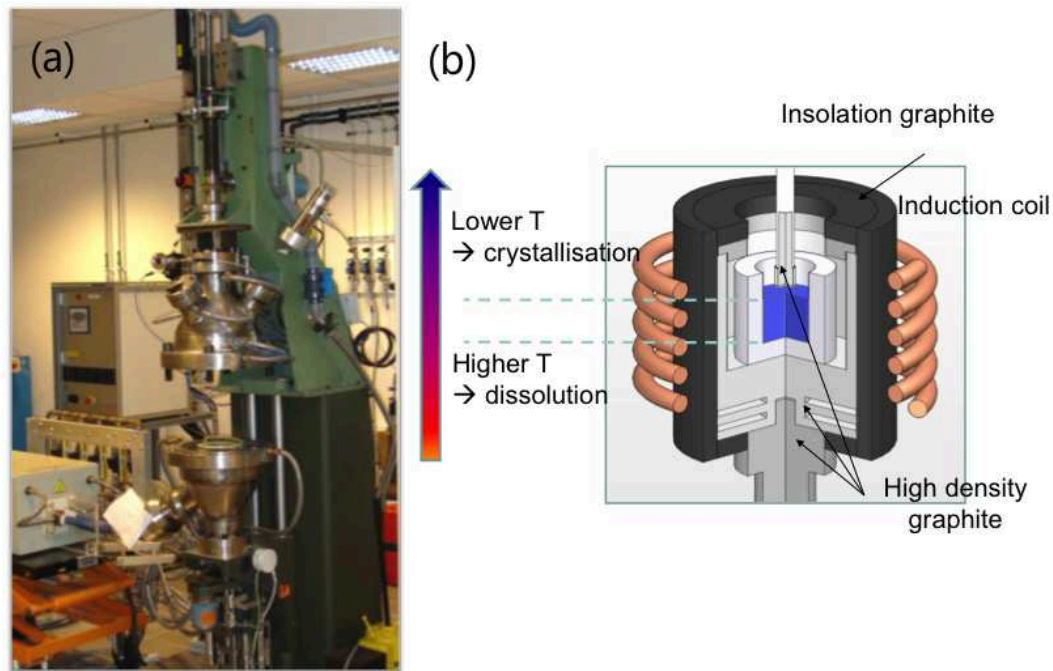 (a)
(b)
Insolation graphite
Induction coil
Lower T
→ crystallisation
Higher T
→ dissolution
High density
graphite